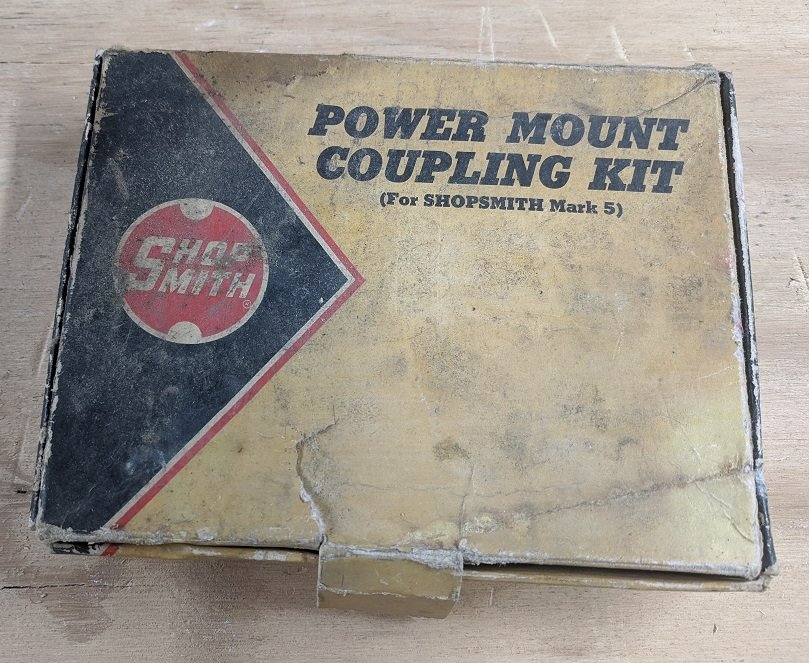 POWER MOUNT
COUPLING KIT
(For SHOPSMITH Mark 5)
SHOP
SMITH
®